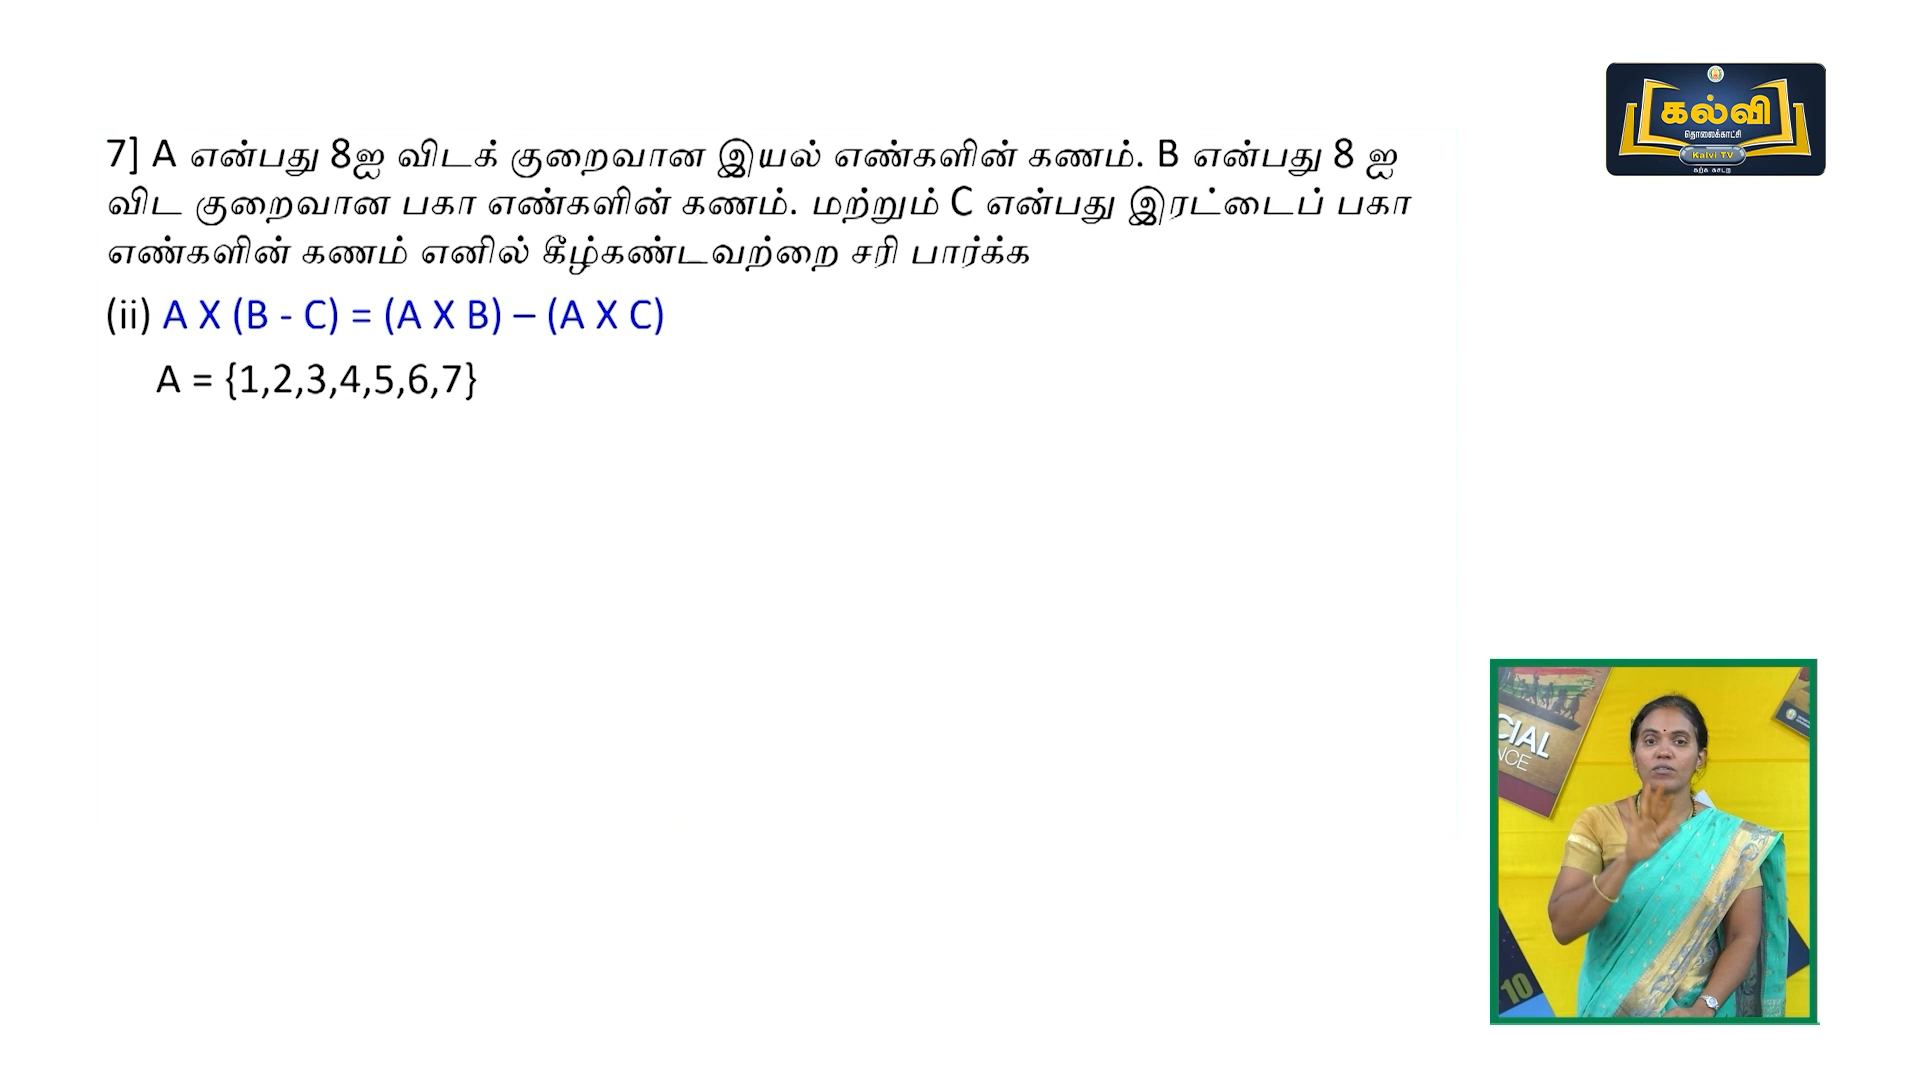 7] A என்பது 8ஐ விடக் குறைவான இயல் எண்களின் கணம். B என்பது 8 ஐ
விட குறைவான பகா எண்களின் கணம். மற்றும் C என்பது இரட்டைப் பகா
எண்களின் கணம் எனில் கீழ்கண்டவற்றை சரி பார்க்க
(ii) A X (B - C) = (A X B) – (A X C)
A = {1,2,3,4,5,6,7}
கல்வி
தொலைக்காட்சி
Kalvi TV
கற்க கசடற
CIAL
NCE
10